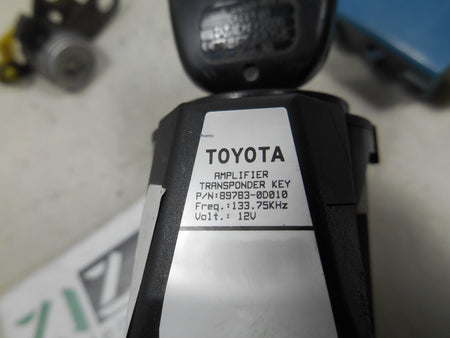 TOYOTA
AMPLIFIER
TRANSPONDER KEY
P/N:89783-0D010
Freq.:133.75KHz
Volt.: 12V